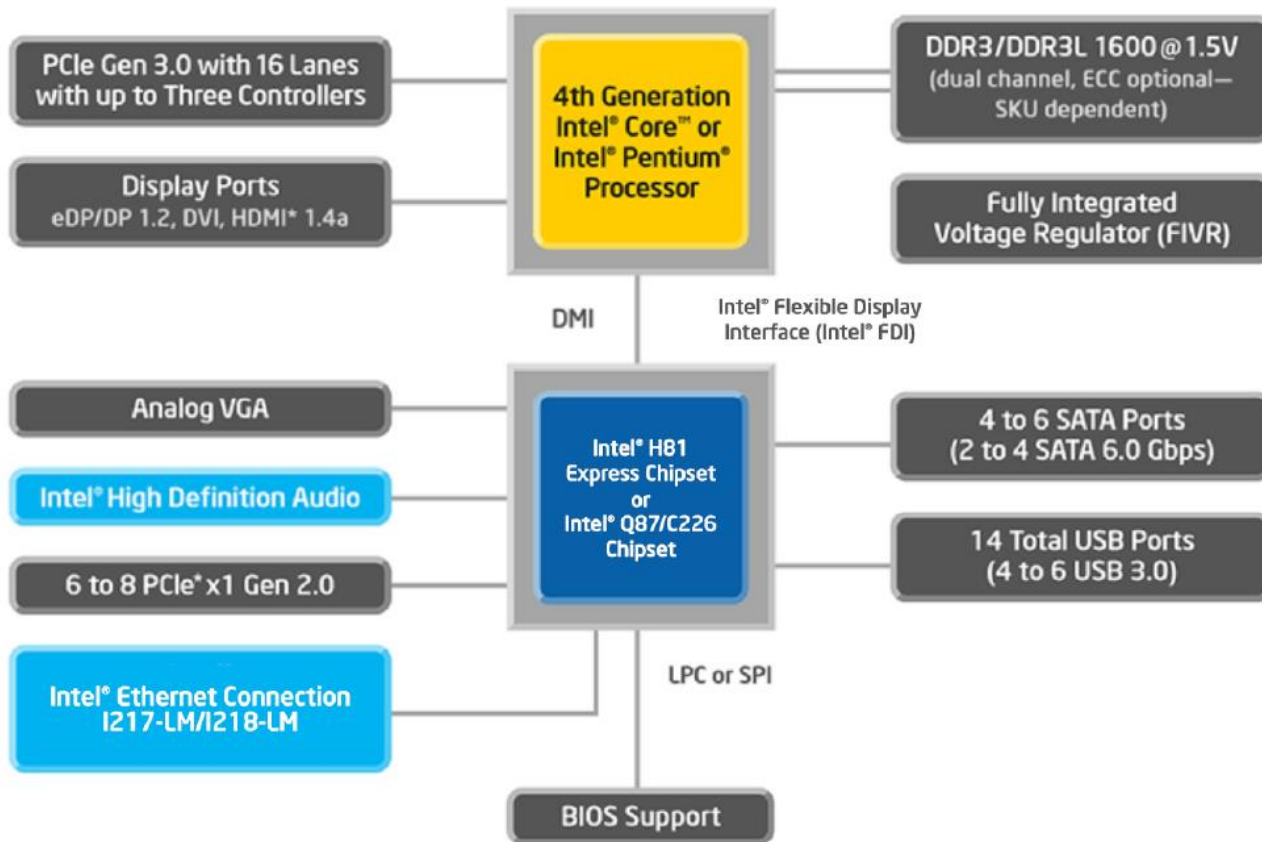 PCIe Gen 3.0 with 16 Lanes
with up to Three Controllers
Display Ports
eDP/DP 1.2, DVI, HDMI* 1.4a
4th Generation
Intel® Core™ or
Intel® Pentium®
Processor
DDR3/DDR3L 1600 @ 1.5V
(dual channel, ECC optional—
SKU dependent)
Fully Integrated
Voltage Regulator (FIVR)
DMI
Intel® Flexible Display
Interface (Intel® FDI)
Analog VGA
Intel® High Definition Audio
6 to 8 PCIe* x1 Gen 2.0
Intel® Ethernet Connection
I217-LM/I218-LM
Intel® H81
Express Chipset
or
Intel® Q87/C226
Chipset
4 to 6 SATA Ports
(2 to 4 SATA 6.0 Gbps)
14 Total USB Ports
(4 to 6 USB 3.0)
LPC or SPI
BIOS Support